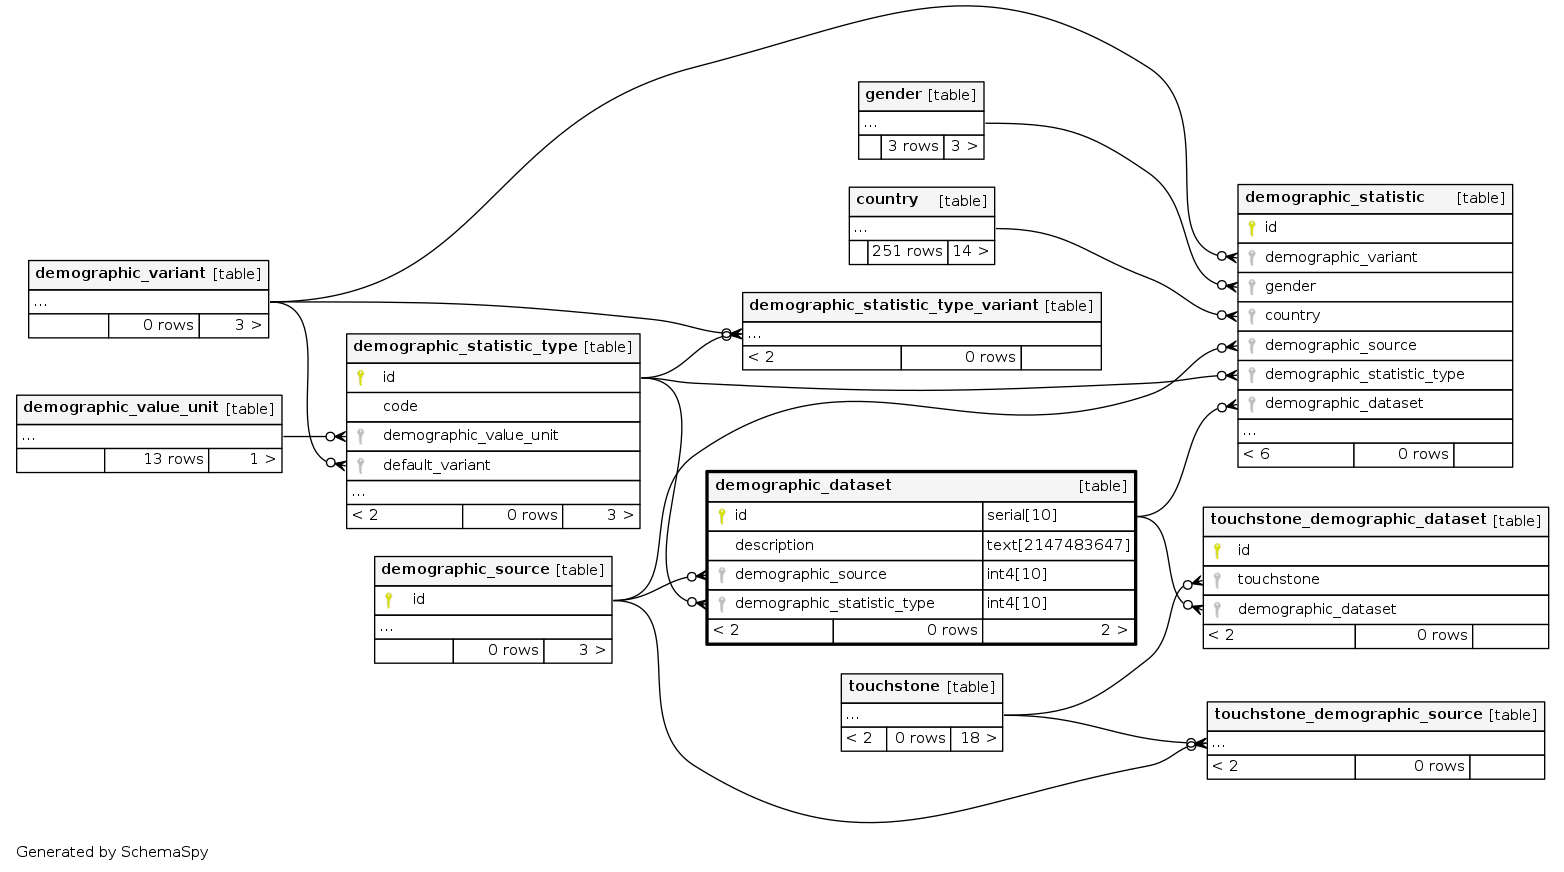 gender [table]
...
3 rows 3 >
country [table]
...
251 rows 14 >
demographic_statistic [table]
id
demographic_variant
gender
country
demographic_source
demographic_statistic_type
demographic_dataset
...
< 6 0 rows
demographic_variant [table]
...
0 rows 3 >
demographic_statistic_type_variant [table]
...
< 2 0 rows
demographic_statistic_type [table]
id
code
demographic_value_unit
default_variant
...
< 2 0 rows 3 >
demographic_value_unit [table]
...
13 rows 1 >
demographic_dataset [table]
id serial[10]
description text[2147483647]
demographic_source int4[10]
demographic_statistic_type int4[10]
< 2 0 rows 2 >
touchstone_demographic_dataset [table]
id
touchstone
demographic_dataset
< 2 0 rows
demographic_source [table]
id
...
0 rows 3 >
touchstone [table]
...
< 2 0 rows 18 >
touchstone_demographic_source [table]
...
< 2 0 rows
Generated by SchemaSpy